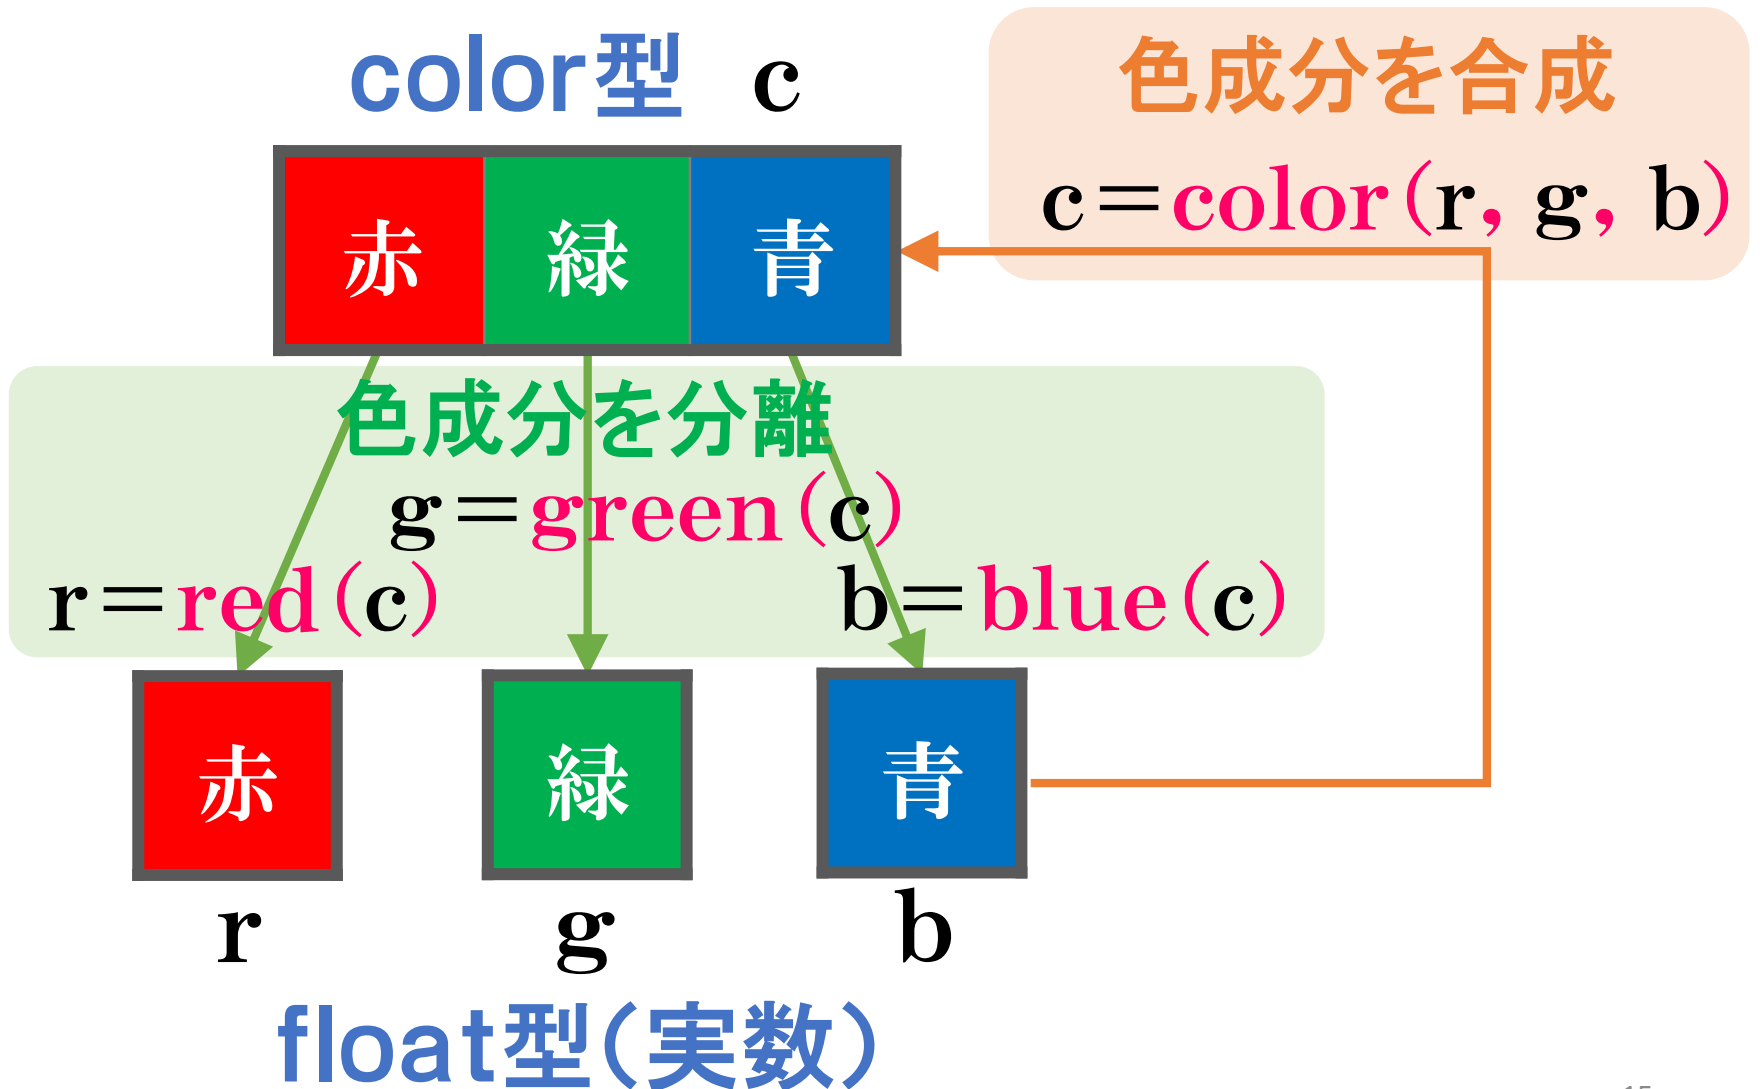 color型 c
色成分を合成
c=color(r, g, b)
赤 緑 青
色成分を分離
g=green(c)
r=red(c)
b=blue(c)
赤 緑 青
r g b
float型(実数)